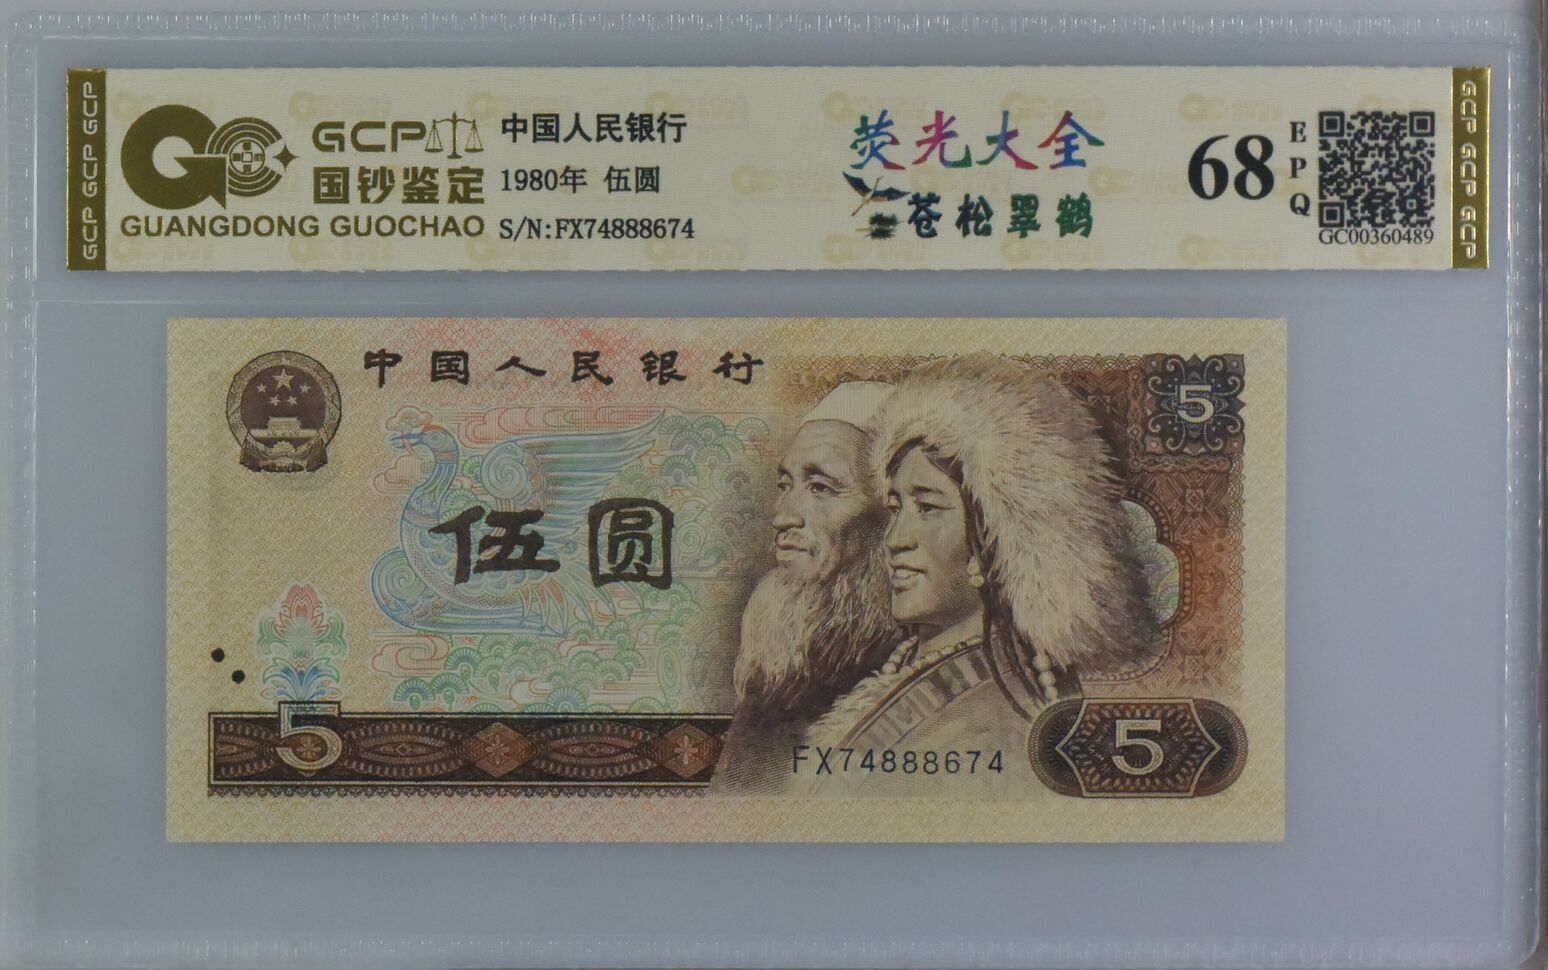 GCP GCP GCP
GCP
国钞鉴定
GUANGDONG GUOCHAO
中国人民银行
1980年 伍圆
S/N:FX74888674
荧光大全
苍松翠鹤
68
EPQ
GC00360489
GCP GCP GCP
中国人民银行
5
伍圆
5
FX74888674
5